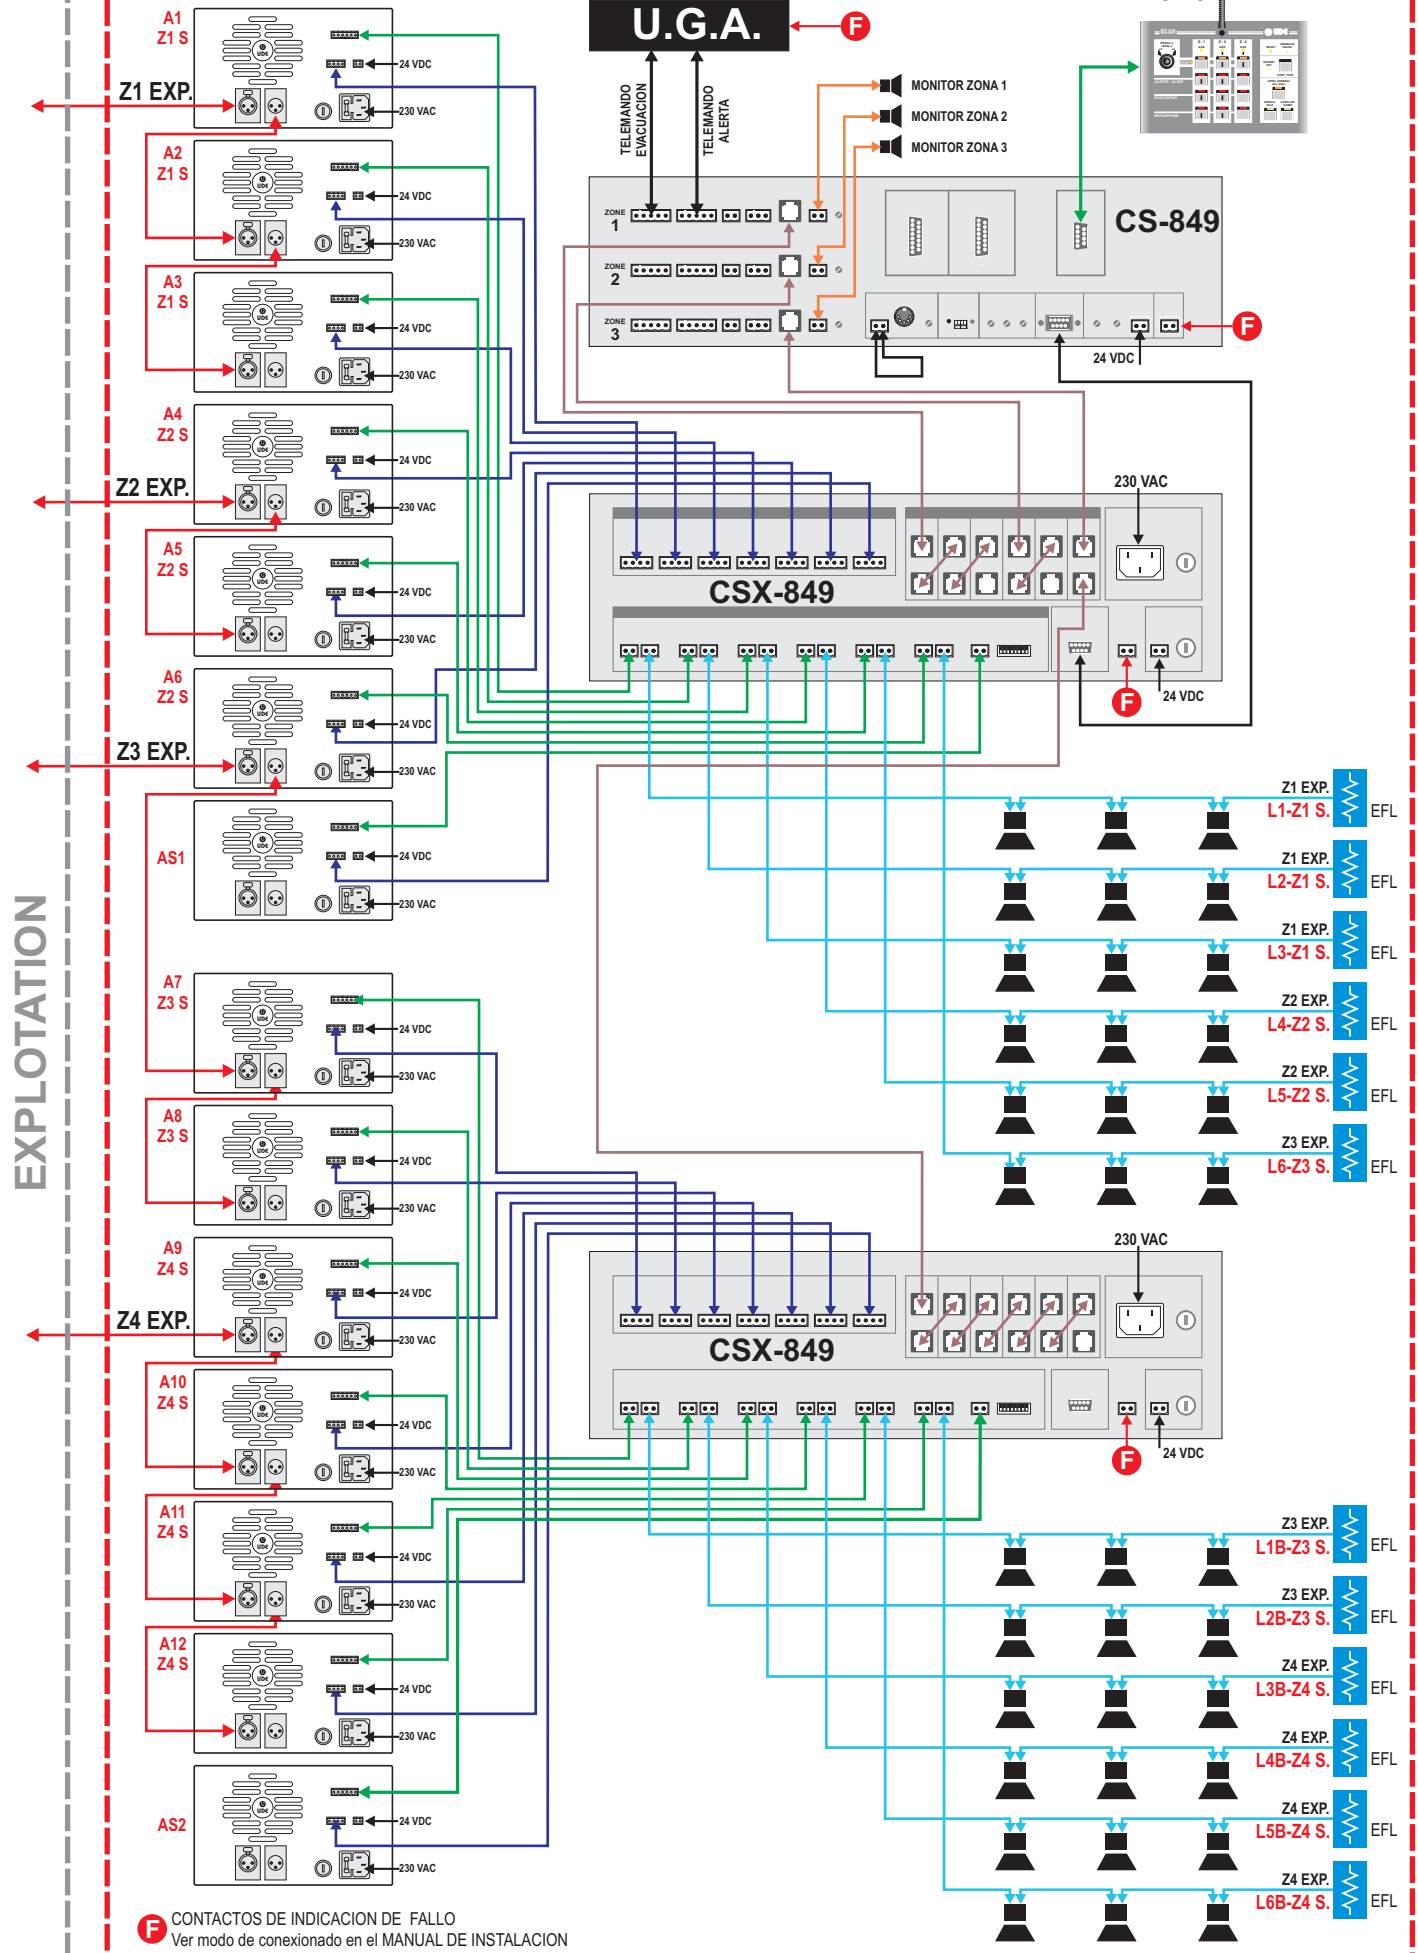 A1
Z1 S
24 VDC
230 VAC
Z1 EXP.
A2
Z1 S
24 VDC
230 VAC
A3
Z1 S
24 VDC
230 VAC
A4
Z2 S
24 VDC
230 VAC
Z2 EXP.
A5
Z2 S
24 VDC
230 VAC
A6
Z2 S
24 VDC
230 VAC
Z3 EXP.
AS1
24 VDC
230 VAC
EXPLOTATION
A7
Z3 S
24 VDC
230 VAC
A8
Z3 S
24 VDC
230 VAC
A9
Z4 S
24 VDC
230 VAC
Z4 EXP.
A10
Z4 S
24 VDC
230 VAC
A11
Z4 S
24 VDC
230 VAC
A12
Z4 S
24 VDC
230 VAC
AS2
24 VDC
230 VAC
U.G.A.
F
TELEMANDO
EVACUACION
TELEMANDO
ALERTA
MONITOR ZONA 1
MONITOR ZONA 2
MONITOR ZONA 3
ZONE
1
ZONE
2
ZONE
3
CS-849
F
24 VDC
230 VAC
CSX-849
F
24 VDC
Z1 EXP.
L1-Z1 S.
EFL
Z1 EXP.
L2-Z1 S.
EFL
Z1 EXP.
L3-Z1 S.
EFL
Z2 EXP.
L4-Z2 S.
EFL
Z2 EXP.
L5-Z2 S.
EFL
Z3 EXP.
L6-Z3 S.
EFL
230 VAC
CSX-849
F
24 VDC
Z3 EXP.
L1B-Z3 S.
EFL
Z3 EXP.
L2B-Z3 S.
EFL
Z4 EXP.
L3B-Z4 S.
EFL
Z4 EXP.
L4B-Z4 S.
EFL
Z4 EXP.
L5B-Z4 S.
EFL
Z4 EXP.
L6B-Z4 S.
EFL
F CONTACTOS DE INDICACION DE FALLO
Ver modo de conexionado en el MANUAL DE INSTALACION